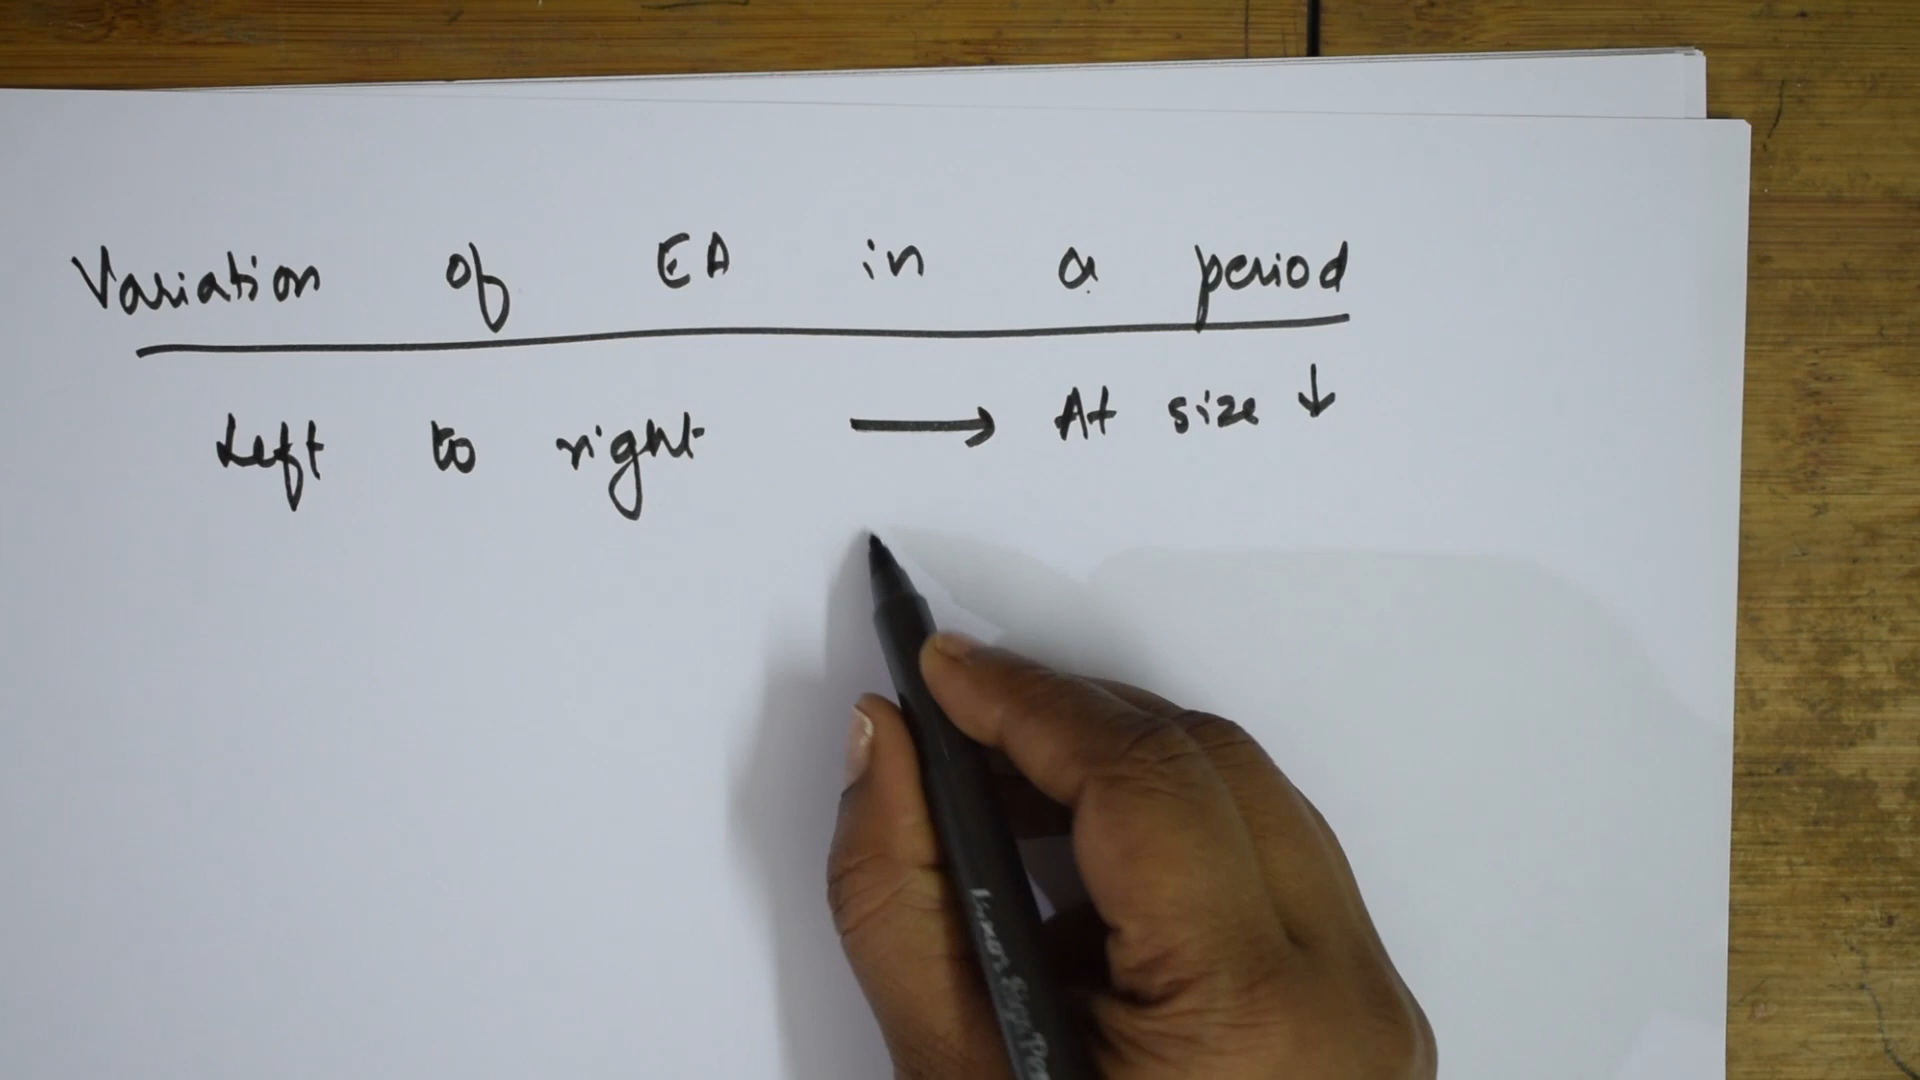 Variation of EA in a period
Left to right → At size ↓